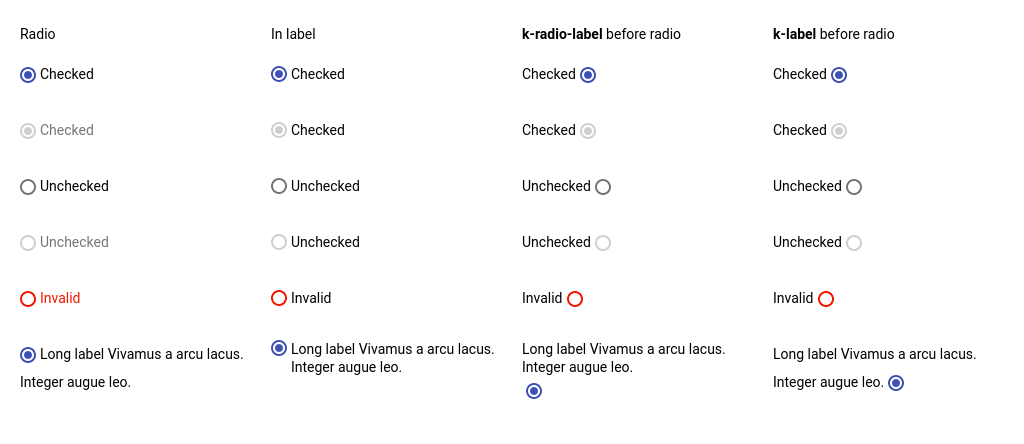 Radio
In label
k-radio-label before radio
k-label before radio
Checked
Checked
Checked
Checked
Checked
Checked
Checked
Checked
Unchecked
Unchecked
Unchecked
Unchecked
Unchecked
Unchecked
Unchecked
Unchecked
Invalid
Invalid
Invalid
Invalid
Long label Vivamus a arcu lacus.
Integer augue leo.
Long label Vivamus a arcu lacus.
Integer augue leo.
Long label Vivamus a arcu lacus.
Integer augue leo.
Long label Vivamus a arcu lacus.
Integer augue leo.